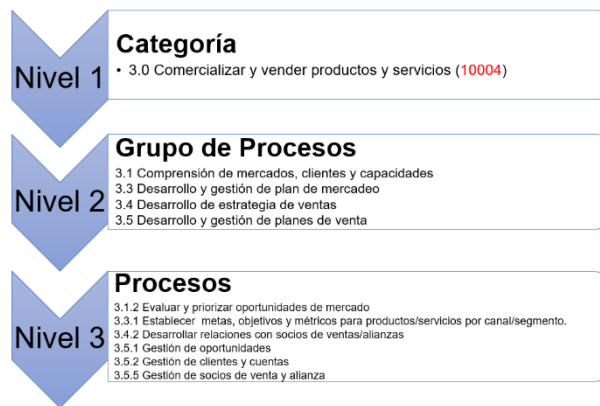 Nivel 1
Categoría
• 3.0 Comercializar y vender productos y servicios (10004)
Nivel 2
Grupo de Procesos
3.1 Comprensión de mercados, clientes y capacidades
3.3 Desarrollo y gestión de plan de mercadeo
3.4 Desarrollo de estrategia de ventas
3.5 Desarrollo y gestión de planes de venta
Nivel 3
Procesos
3.1.2 Evaluar y priorizar oportunidades de mercado
3.3.1 Establecer metas, objetivos y métricos para productos/servicios por canal/segmento.
3.4.2 Desarrollar relaciones con socios de ventas/alianzas
3.5.1 Gestión de oportunidades
3.5.2 Gestión de clientes y cuentas
3.5.5 Gestión de socios de venta y alianza